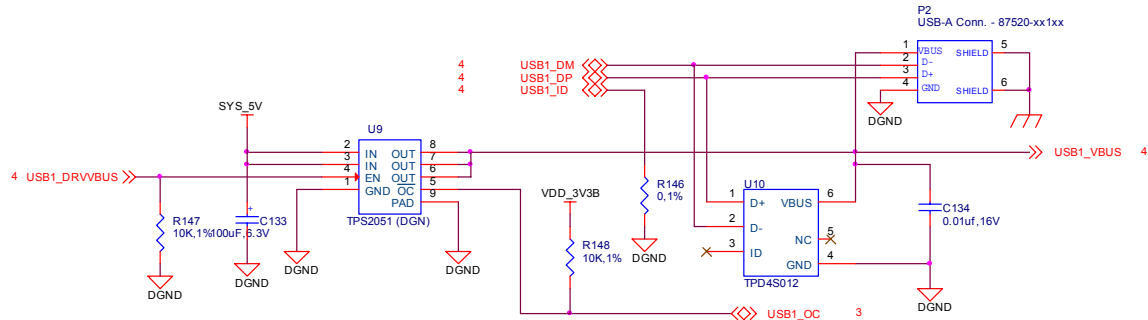 P2
USB-A Conn. - 87520-xx1xx
1 VBUS SHIELD 5
2 D-
3 D+
4 GND SHIELD 6
DGND
4 USB1_DM
4 USB1_DP
4 USB1_ID
SYS_5V
U9
2 IN OUT 8
3 IN OUT 7
4 EN OUT 6
1 GND OC 5
PAD 9
TPS2051 (DGN)
4 USB1_DRVVBUS
USB1_VBUS 4
R147
10K,1%
DGND
+
C133
100uF,6.3V
DGND
DGND
DGND
VDD_3V3B
R148
10K,1%
R146
0,1%
DGND
U10
1 D+ VBUS 6
2 D-
NC 5
3 ID
GND 4
TPD4S012
C134
0.01uf,16V
DGND
USB1_OC 3